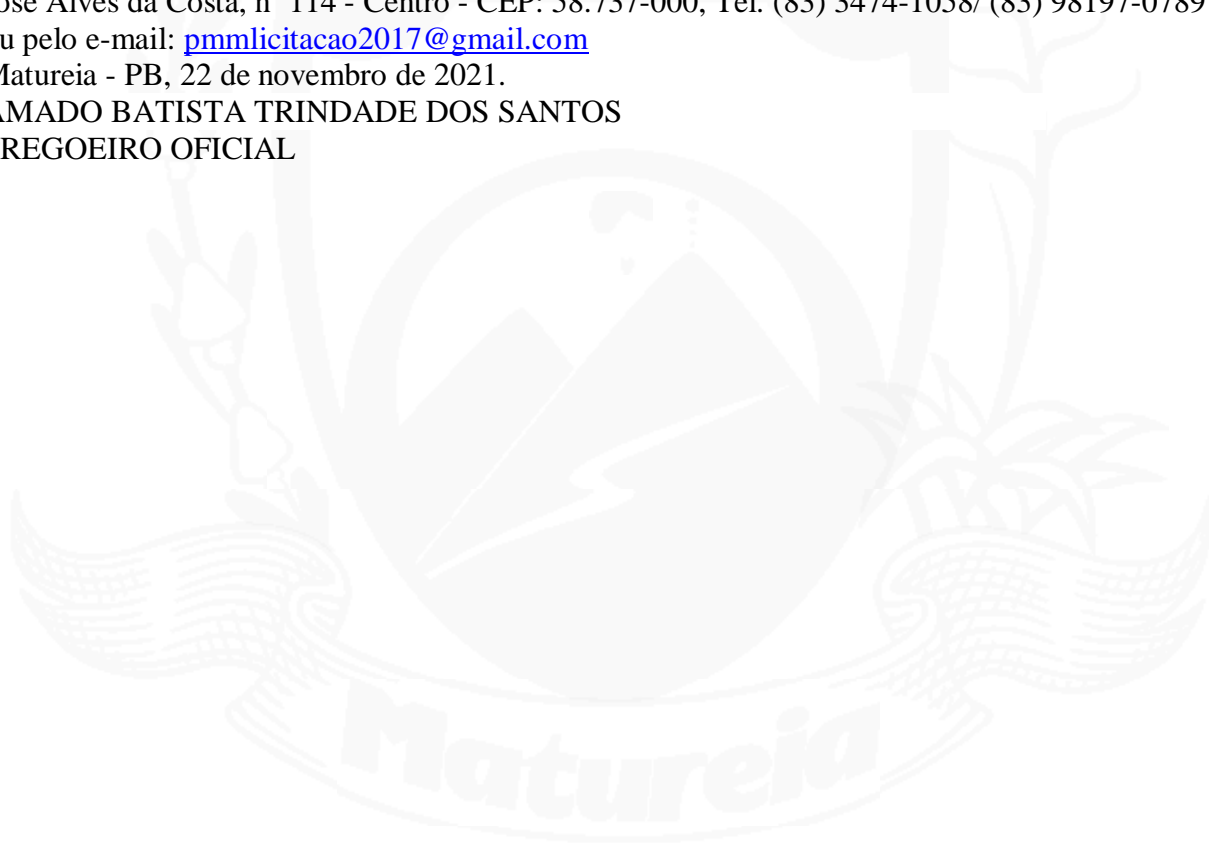 José Alves da Costa, nº 114 - Centro - CEP: 58.737-000, Tel. (83) 3474-1058/ (83) 98197-0789
u pelo e-mail: pmmlicitacao2017@gmail.com
Matureia - PB, 22 de novembro de 2021.
AMADO BATISTA TRINDADE DOS SANTOS
REGOEIRO OFICIAL
Matureia